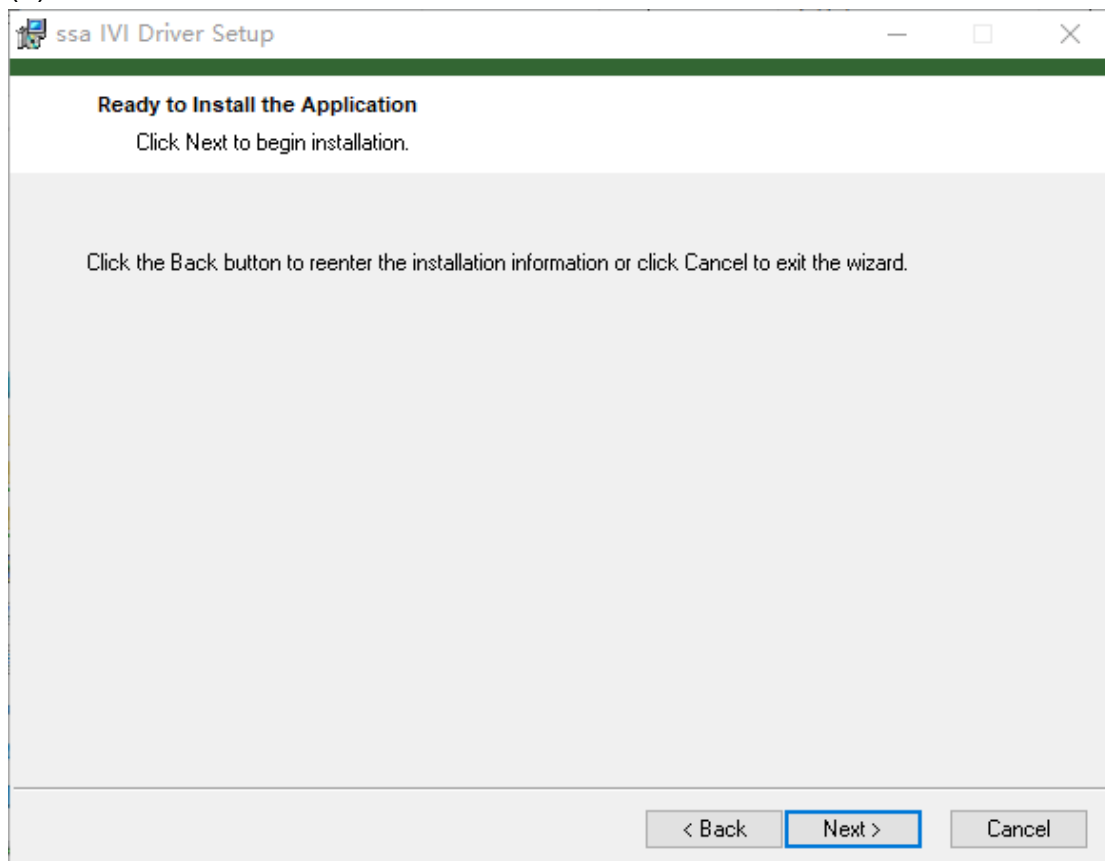 ssa IVI Driver Setup
Ready to Install the Application
Click Next to begin installation.
Click the Back button to reenter the installation information or click Cancel to exit the wizard.
< Back Next > Cancel